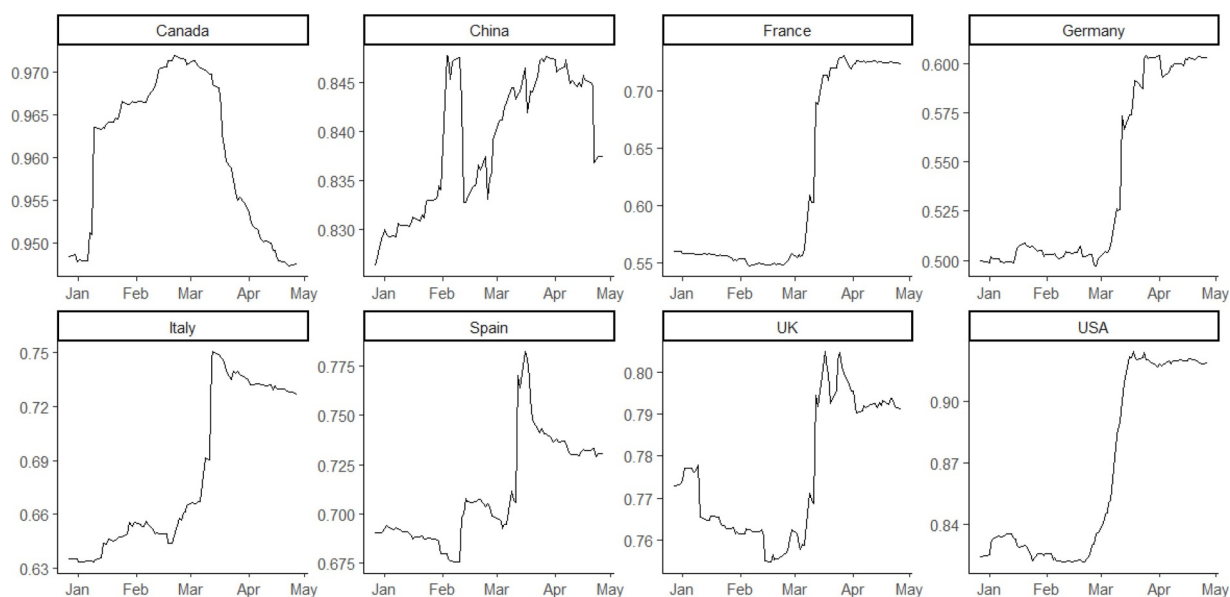 Canada China France Germany
0.970 0.845 0.70 0.600
0.965 0.840 0.65 0.575
0.960 0.835 0.60 0.550
0.955 0.830 0.55 0.525
0.950 0.500
Jan Feb Mar Apr May Jan Feb Mar Apr May Jan Feb Mar Apr May Jan Feb Mar Apr May
Italy Spain UK USA
0.75 0.775 0.80 0.90
0.72 0.750 0.79 0.87
0.69 0.725 0.78 0.84
0.66 0.700 0.77
0.63 0.675 0.76
Jan Feb Mar Apr May Jan Feb Mar Apr May Jan Feb Mar Apr May Jan Feb Mar Apr May